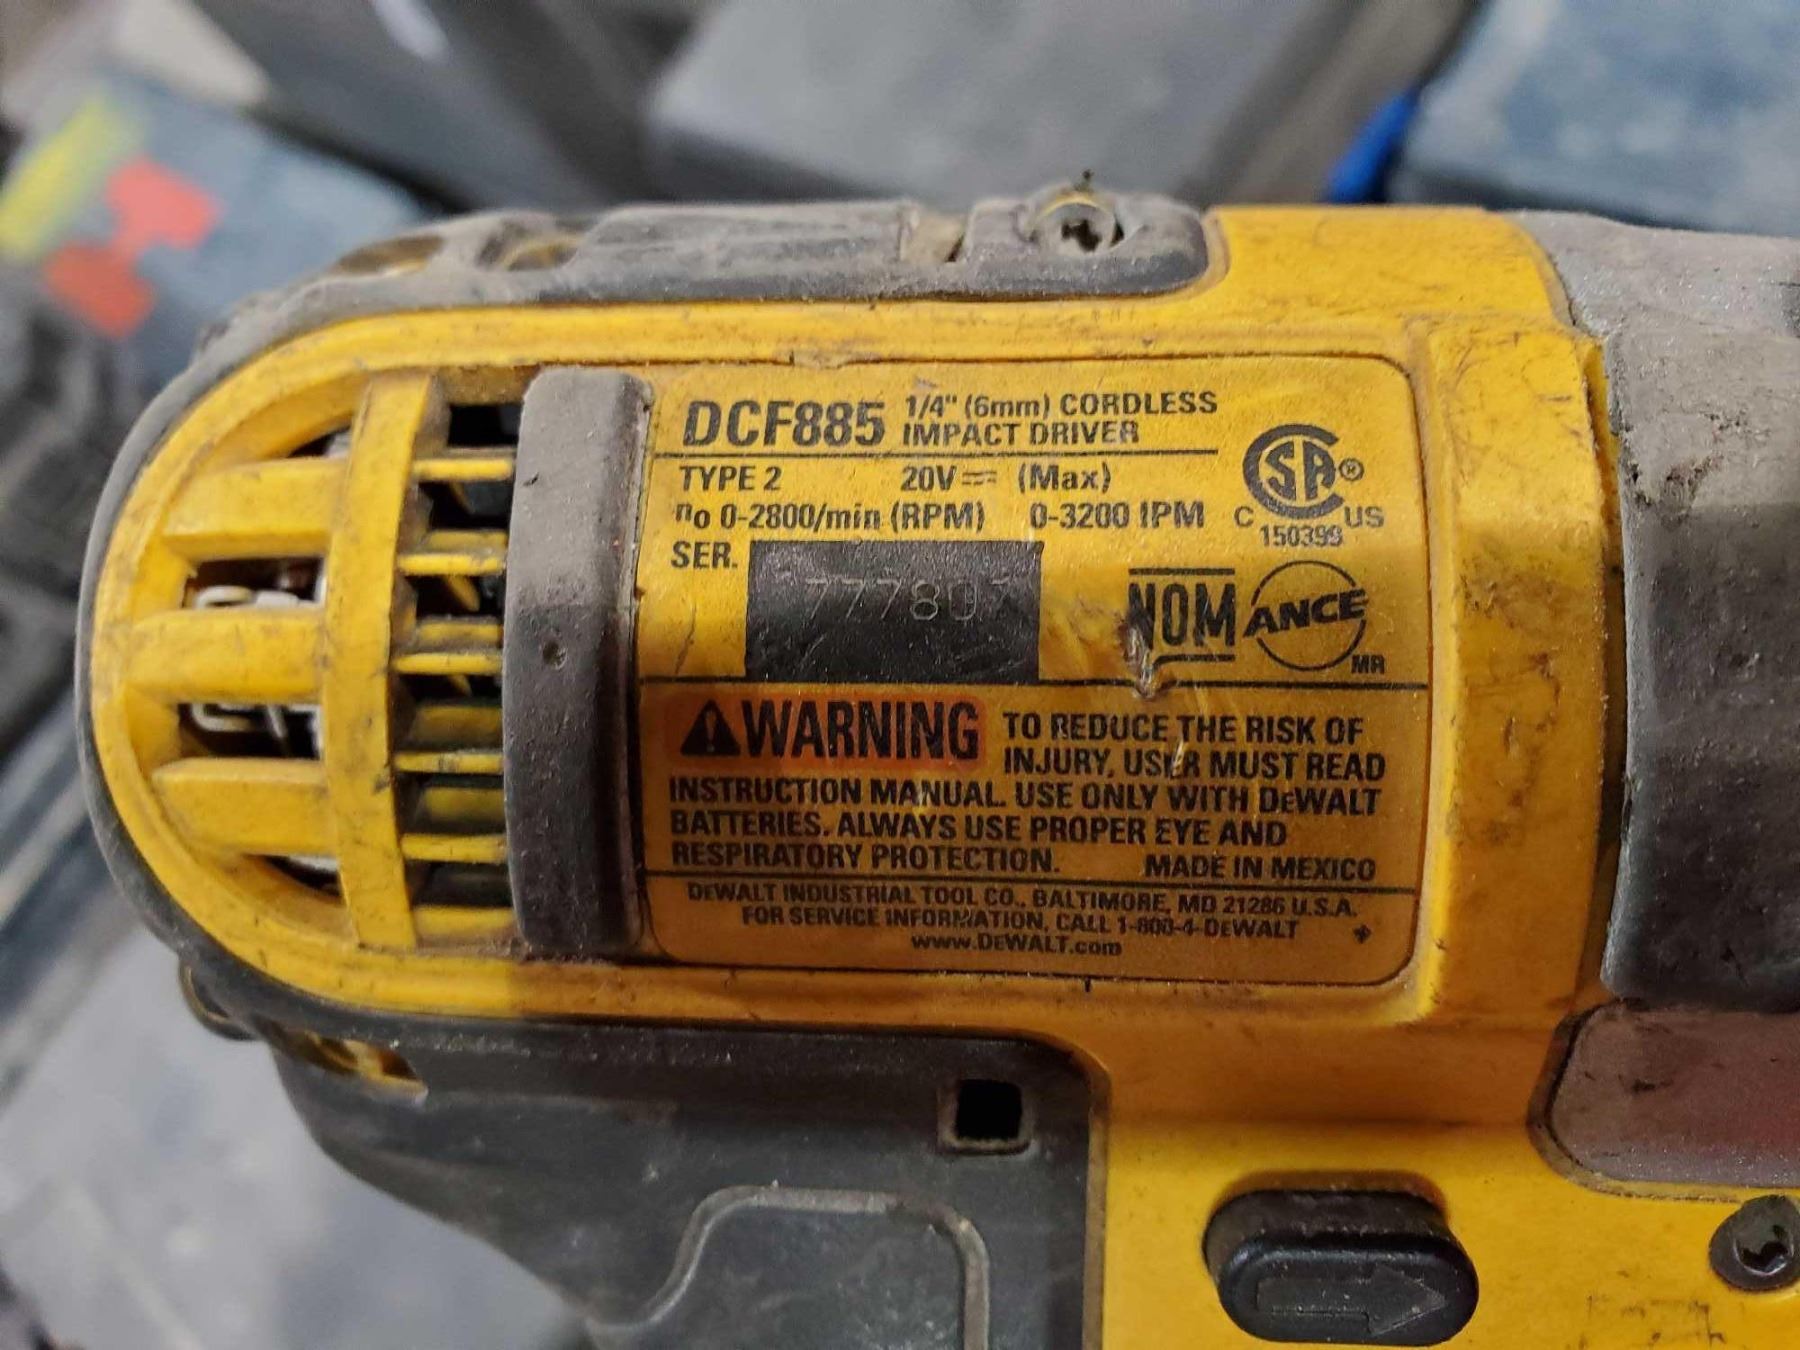 DCF885 1/4" (6mm) CORDLESS
IMPACT DRIVER
TYPE 2 20V⎓ (Max)
no 0-2800/min (RPM) 0-3200 IPM
SER.
CSA®
C US
150399
NOM ANCE
MR
⚠WARNING TO REDUCE THE RISK OF
INJURY, USER MUST READ
INSTRUCTION MANUAL. USE ONLY WITH DEWALT
BATTERIES. ALWAYS USE PROPER EYE AND
RESPIRATORY PROTECTION. MADE IN MEXICO
DEWALT INDUSTRIAL TOOL CO., BALTIMORE, MD 21286 U.S.A.
FOR SERVICE INFORMATION, CALL 1-800-4-DEWALT
www.DEWALT.com